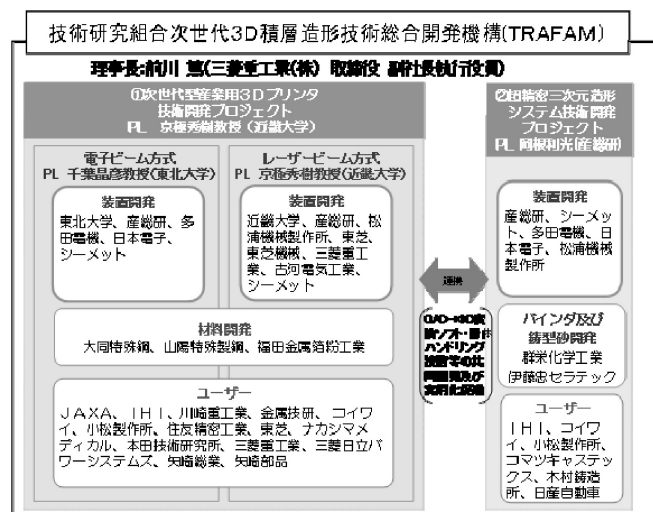 技術研究組合次世代3D積層造形技術総合開発機構(TRAFAM)
理事長:前川 篤(三菱重工業(株) 取締役 副社長執行役員)
①次世代型産業用3Dプリンタ
技術開発プロジェクト
PL 京極秀樹教授(近畿大学)
電子ビーム方式
PL 千葉晶彦教授(東北大学)
装置開発
東北大学、産総研、多
田電機、日本電子、
シーメット
レーザービーム方式
PL 京極秀樹教授(近畿大学)
装置開発
近畿大学、産総研、松
浦機械製作所、東芝、
東芝機械、三菱重工
業、古河電気工業、
シーメット
材料開発
大同特殊鋼、山陽特殊製鋼、福田金属箔粉工業
ユーザー
JAXA、IHI、川崎重工業、金属技研、コイワ
イ、小松製作所、住友精密工業、東芝、ナカシマメ
ディカル、本田技術研究所、三菱重工業、三菱日立パ
ワーシステムズ、矢崎総業、矢崎部品
連携
ハンドリング
②超精密三次元造形
システム技術開発
プロジェクト
PL 岡根利光(産総研)
装置開発
産総研、シーメッ
ト、多田電機、日
本電子、松浦機械
製作所
バインダ及び
鋳型砂開発
群栄化学工業
伊藤忠セラテック
ユーザー
IHI、コイワ
イ、小松製作所、
コマツキャステッ
クス、木村鋳造
所、日産自動車